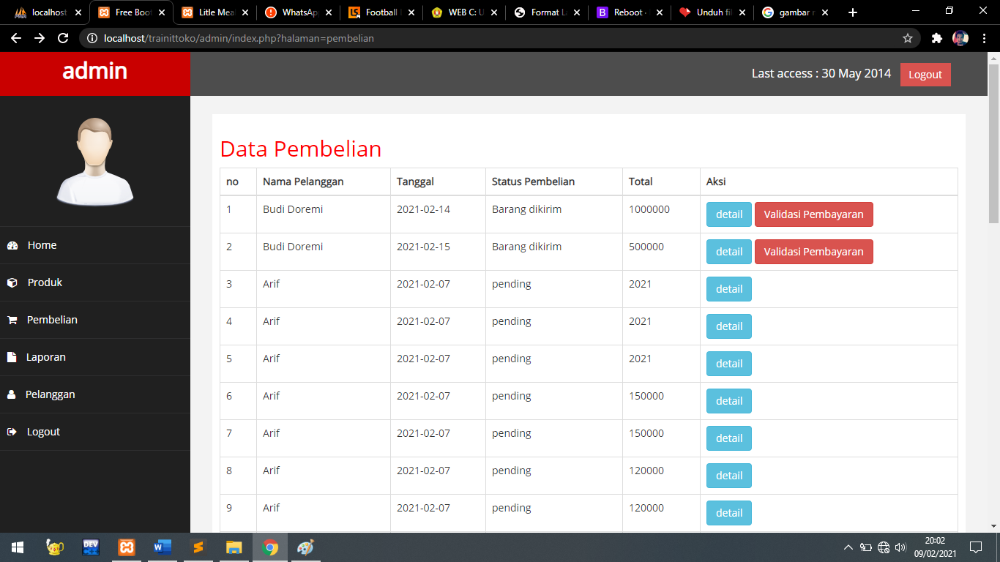 localhost
Free Boot
Litle Mea
WhatsAp
Football
WEB C: U
Format La
Reboot
Unduh fi
gambar r
localhost/trainittoko/admin/index.php?halaman=pembelian
admin
Last access : 30 May 2014 Logout
Home
Produk
Pembelian
Laporan
Pelanggan
Logout
Data Pembelian
no Nama Pelanggan Tanggal Status Pembelian Total Aksi
1 Budi Doremi 2021-02-14 Barang dikirim 1000000 detail Validasi Pembayaran
2 Budi Doremi 2021-02-15 Barang dikirim 500000 detail Validasi Pembayaran
3 Arif 2021-02-07 pending 2021 detail
4 Arif 2021-02-07 pending 2021 detail
5 Arif 2021-02-07 pending 2021 detail
6 Arif 2021-02-07 pending 150000 detail
7 Arif 2021-02-07 pending 150000 detail
8 Arif 2021-02-07 pending 120000 detail
9 Arif 2021-02-07 pending 120000 detail
DEV
20:02
09/02/2021